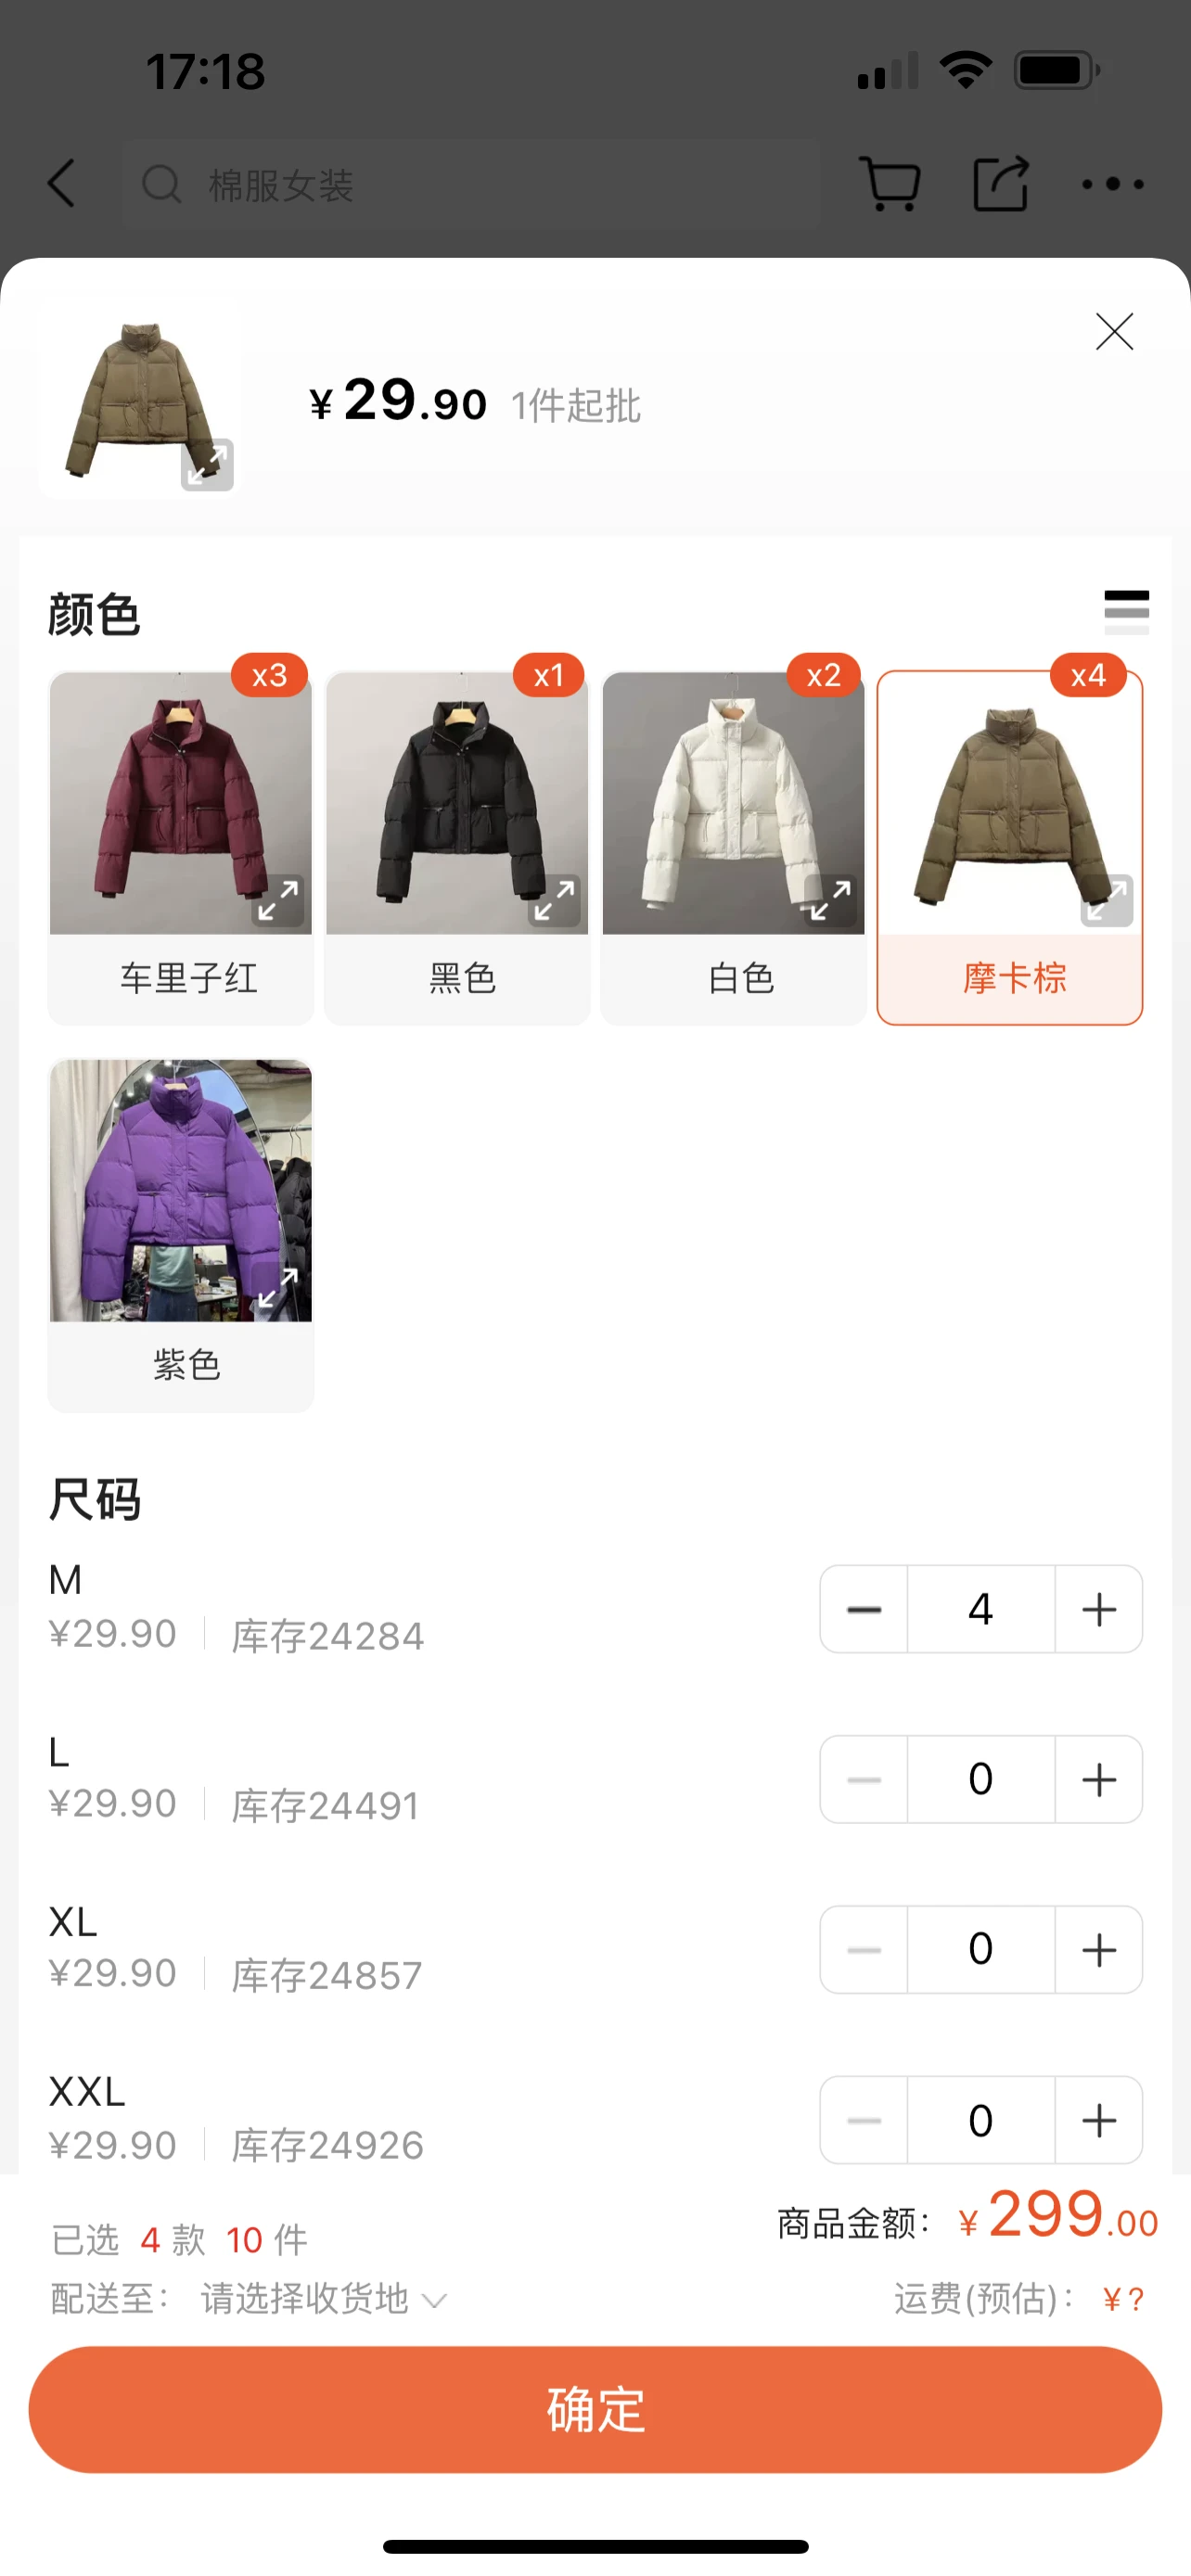 17:18
棉服女装
¥29.90 1件起批
颜色
x3 x1 x2 x4
车里子红 黑色 白色 摩卡棕
紫色
尺码
M
¥29.90 库存24284
4
L
¥29.90 库存24491
0
XL
¥29.90 库存24857
0
XXL
¥29.90 库存24926
0
已选 4 款 10 件
商品金额: ¥299.00
配送至: 请选择收货地
运费(预估): ¥?
确定